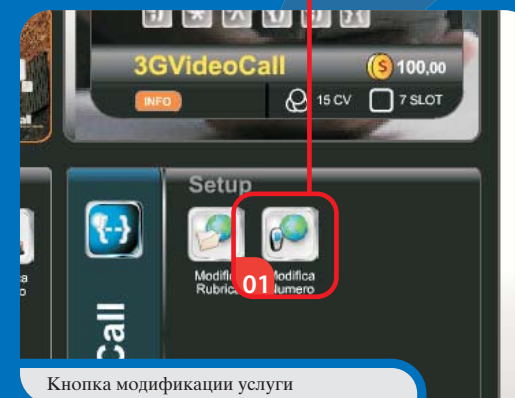 3GVideoCall
100,00
INFO
15 CV
7 SLOT
Setup
Modifica
Rubrica
Modifica
Numero
01
Call
Кнопка модификации услуги